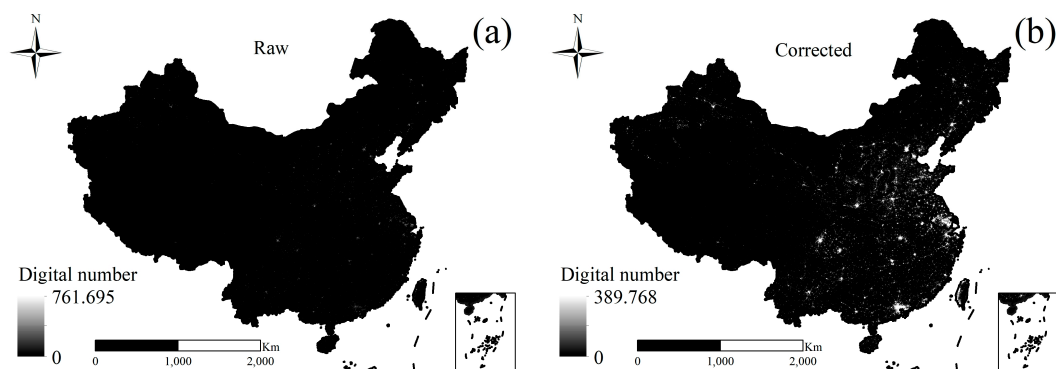 N
Raw
(a)
Digital number
761.695
0
0
1,000
2,000
Km
N
Corrected
(b)
Digital number
389.768
0
0
1,000
2,000
Km